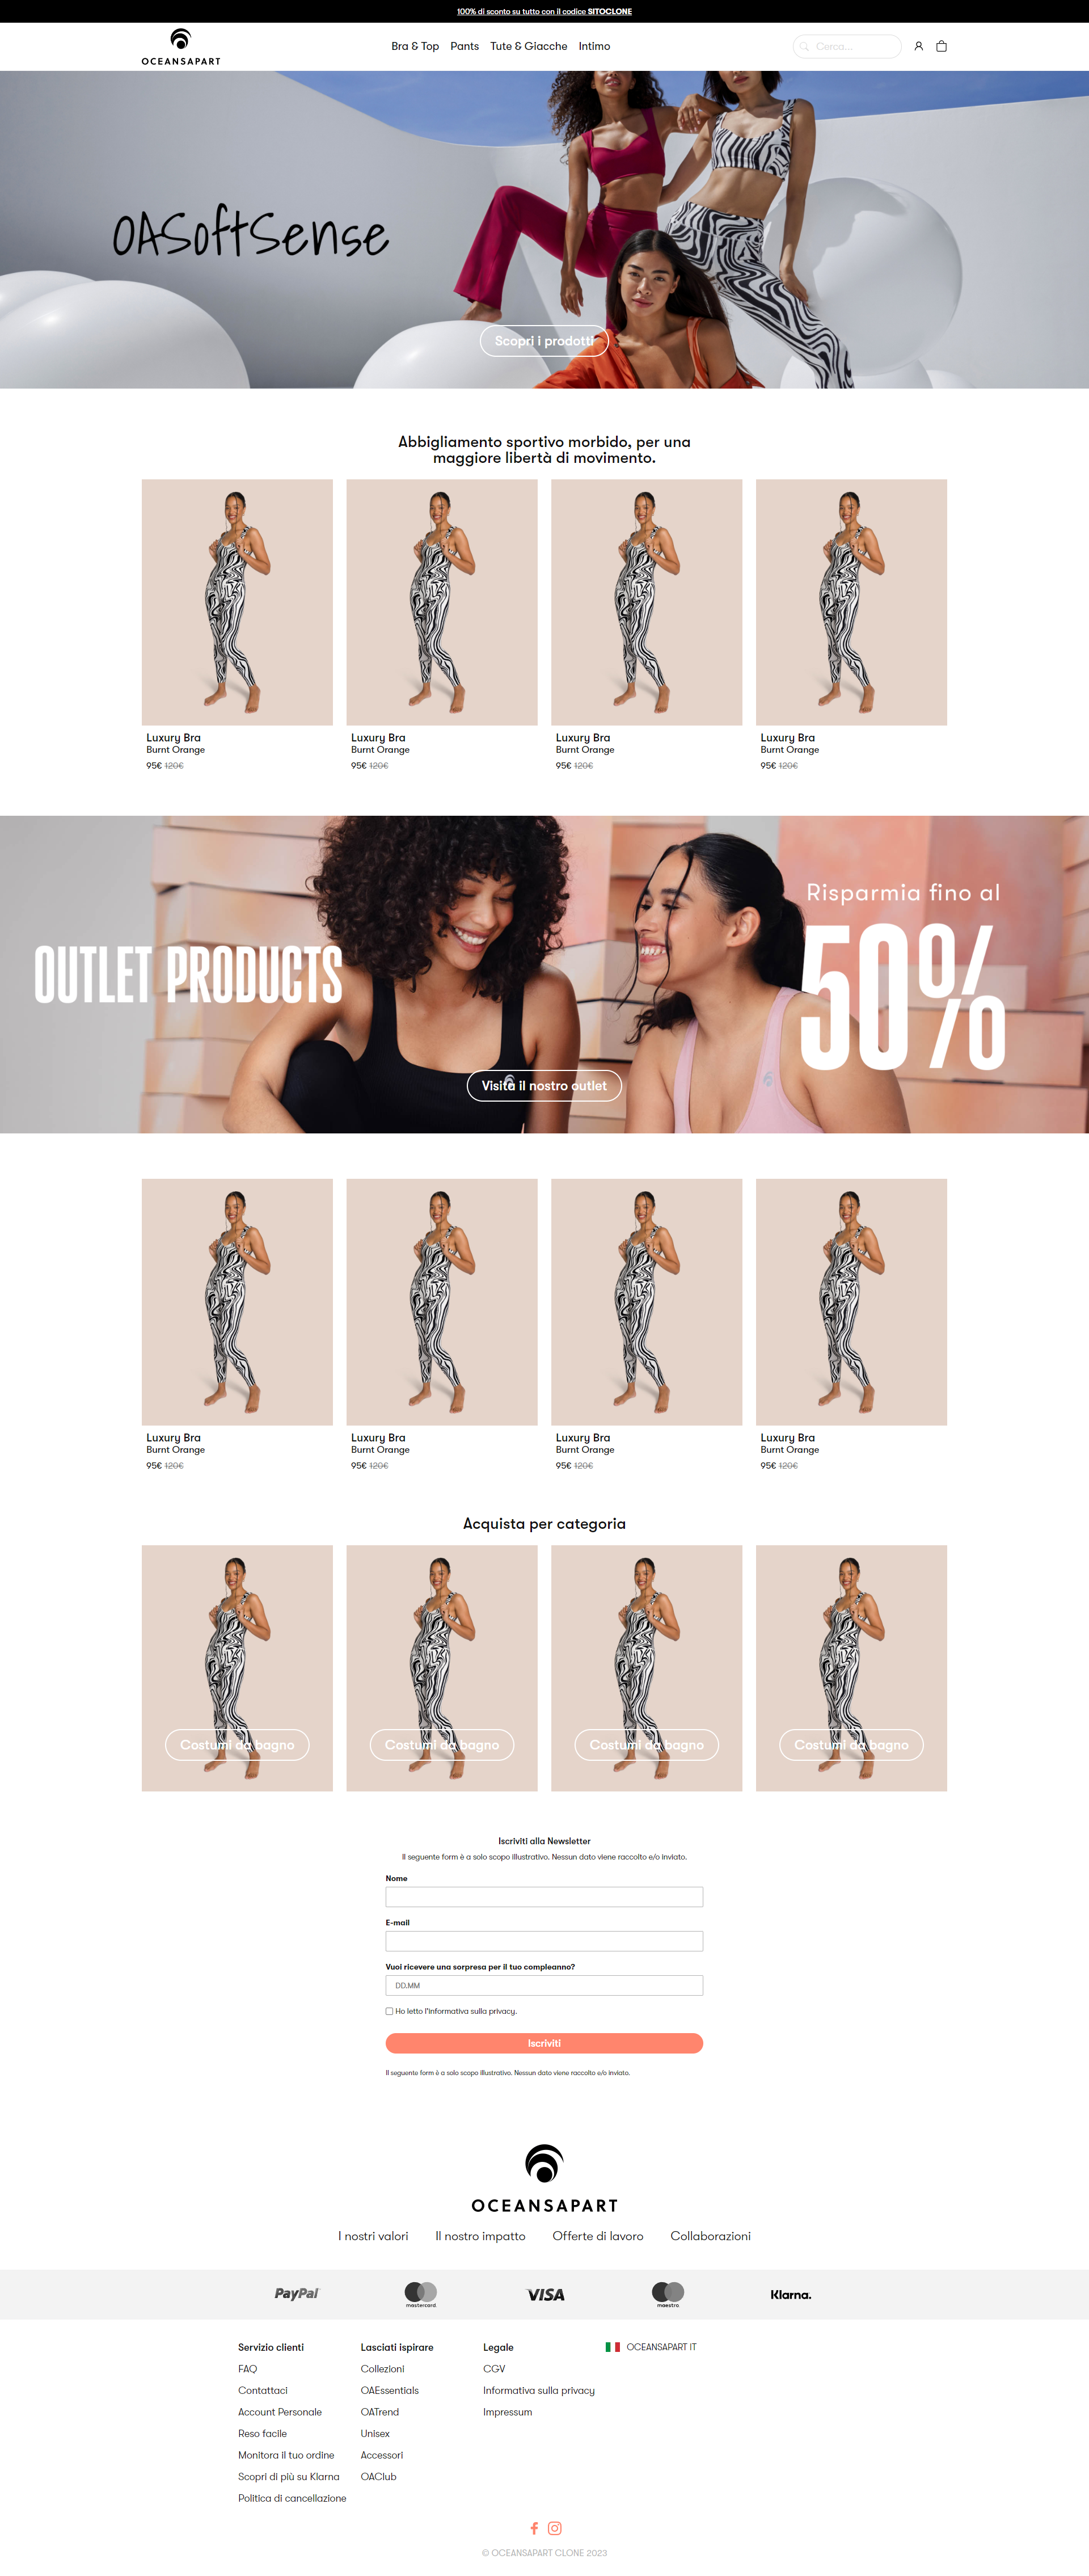 100% di sconto su tutto con il codice SITOCLONE
OCEANSAPART
Bra & Top Pants Tute & Giacche Intimo
Cerca...
OASoftSense
Scopri i prodotti
Abbigliamento sportivo morbido, per una
maggiore libertà di movimento.
Luxury Bra Luxury Bra Luxury Bra Luxury Bra
Burnt Orange Burnt Orange Burnt Orange Burnt Orange
95€ 120€ 95€ 120€ 95€ 120€ 95€ 120€
Risparmia fino al
OUTLET PRODUCTS
50%
Visita il nostro outlet
Luxury Bra Luxury Bra Luxury Bra Luxury Bra
Burnt Orange Burnt Orange Burnt Orange Burnt Orange
95€ 120€ 95€ 120€ 95€ 120€ 95€ 120€
Acquista per categoria
Costumi da bagno Costumi da bagno Costumi da bagno Costumi da bagno
Iscriviti alla Newsletter
Il seguente form è a solo scopo illustrativo. Nessun dato viene raccolto e/o inviato.
Nome
E-mail
Vuoi ricevere una sorpresa per il tuo compleanno?
DD.MM
Ho letto l'informativa sulla privacy.
Iscriviti
Il seguente form è a solo scopo illustrativo. Nessun dato viene raccolto e/o inviato.
OCEANSAPART
I nostri valori Il nostro impatto Offerte di lavoro Collaborazioni
PayPal mastercard. VISA maestro. Klarna.
Servizio clienti
FAQ
Contattaci
Account Personale
Reso facile
Monitora il tuo ordine
Scopri di più su Klarna
Politica di cancellazione
Lasciati ispirare
Collezioni
OAEssentials
OATrend
Unisex
Accessori
OAClub
Legale
CGV
Informativa sulla privacy
Impressum
OCEANSAPART IT
© OCEANSAPART CLONE 2023